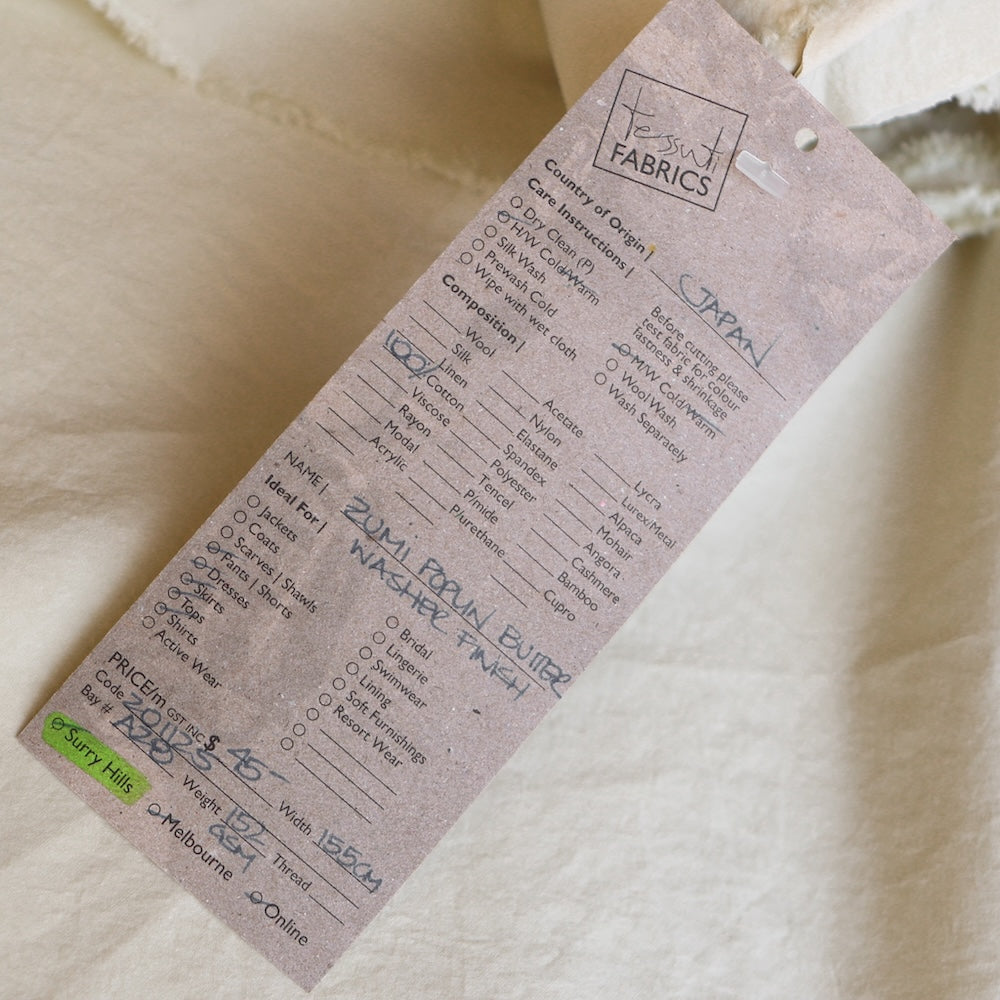 Tessuti
FABRICS
Country of Origin | JAPAN
Care Instructions |
Dry Clean (P)
H/W Cold/Warm
Silk Wash
Prewash Cold
Wipe with wet cloth
Before cutting please
test fabric for colour
fastness & shrinkage
M/W Cold/Warm
Wool Wash
Wash Separately
Composition |
Wool
Silk
Linen
100% Cotton
Viscose
Rayon
Modal
Acrylic
Acetate
Nylon
Elastane
Spandex
Polyester
Tencel
P/mide
P/urethane
Lycra
Lurex/Metal
Alpaca
Mohair
Angora
Cashmere
Bamboo
Cupro
NAME | ZUMI POPLIN BUTTER
WASHER FINISH
Ideal For |
Jackets
Coats
Scarves | Shawls
Pants | Shorts
Dresses
Skirts
Tops
Shirts
Active Wear
Bridal
Lingerie
Swimwear
Lining
Soft Furnishings
Resort Wear
PRICE/m GST INC $ 45-
Code 201125
Bay #
Width 155CM
Weight 152
GSM
Thread
Surry Hills
Melbourne
Online